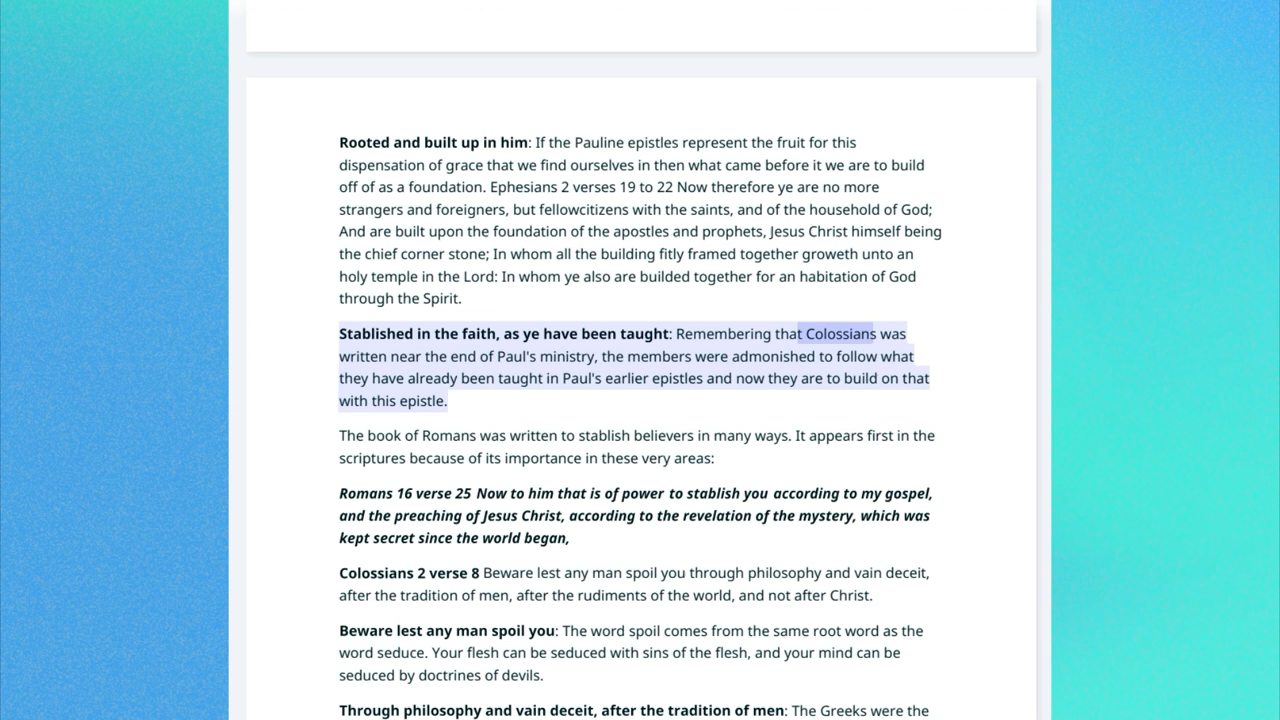 Rooted and built up in him: If the Pauline epistles represent the fruit for this
dispensation of grace that we find ourselves in then what came before it we are to build
off of as a foundation. Ephesians 2 verses 19 to 22 Now therefore ye are no more
strangers and foreigners, but fellowcitizens with the saints, and of the household of God;
And are built upon the foundation of the apostles and prophets, Jesus Christ himself being
the chief corner stone; In whom all the building fitly framed together groweth unto an
holy temple in the Lord: In whom ye also are builded together for an habitation of God
through the Spirit.
Stablished in the faith, as ye have been taught: Remembering that Colossians was
written near the end of Paul's ministry, the members were admonished to follow what
they have already been taught in Paul's earlier epistles and now they are to build on that
with this epistle.
The book of Romans was written to stablish believers in many ways. It appears first in the
scriptures because of its importance in these very areas:
Romans 16 verse 25 Now to him that is of power to stablish you according to my gospel,
and the preaching of Jesus Christ, according to the revelation of the mystery, which was
kept secret since the world began,
Colossians 2 verse 8 Beware lest any man spoil you through philosophy and vain deceit,
after the tradition of men, after the rudiments of the world, and not after Christ.
Beware lest any man spoil you: The word spoil comes from the same root word as the
word seduce. Your flesh can be seduced with sins of the flesh, and your mind can be
seduced by doctrines of devils.
Through philosophy and vain deceit, after the tradition of men: The Greeks were the